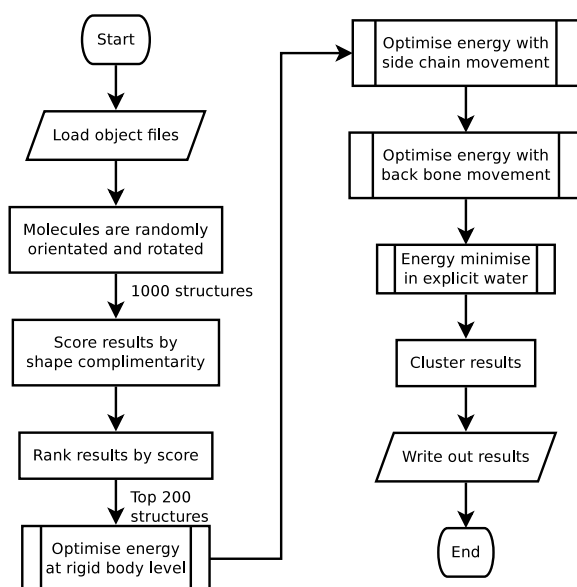 Start
Load object files
Molecules are randomly
orientated and rotated
1000 structures
Score results by
shape complimentarity
Rank results by score
Top 200
structures
Optimise energy
at rigid body level
Optimise energy with
side chain movement
Optimise energy with
back bone movement
Energy minimise
in explicit water
Cluster results
Write out results
End